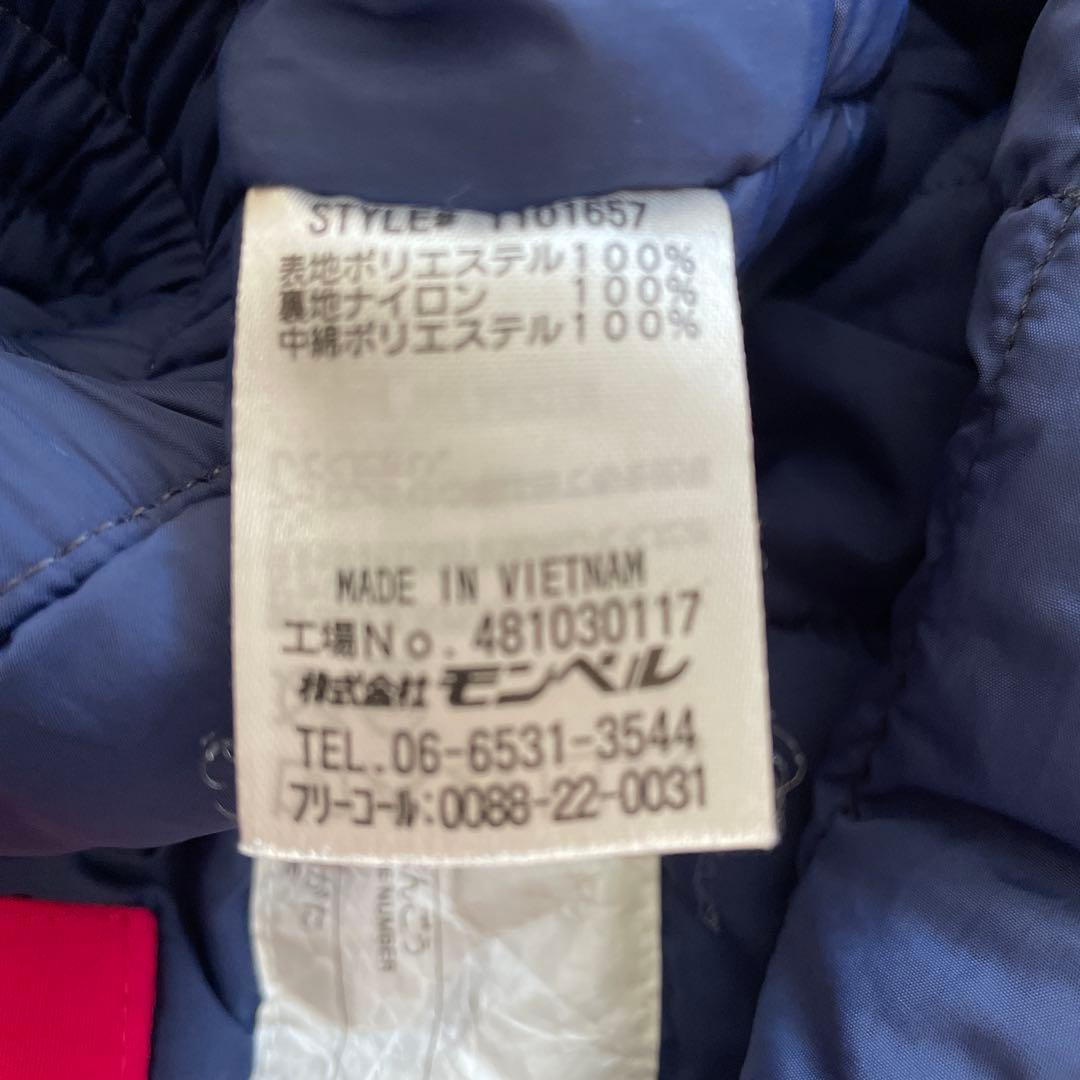 STYLE# 1101657
表地ポリエステル100%
裏地ナイロン 100%
中綿ポリエステル100%
MADE IN VIETNAM
工場No.481030117
株式会社モンベル
TEL.06-6531-3544
フリーコール:0088-22-0031
NUMBER